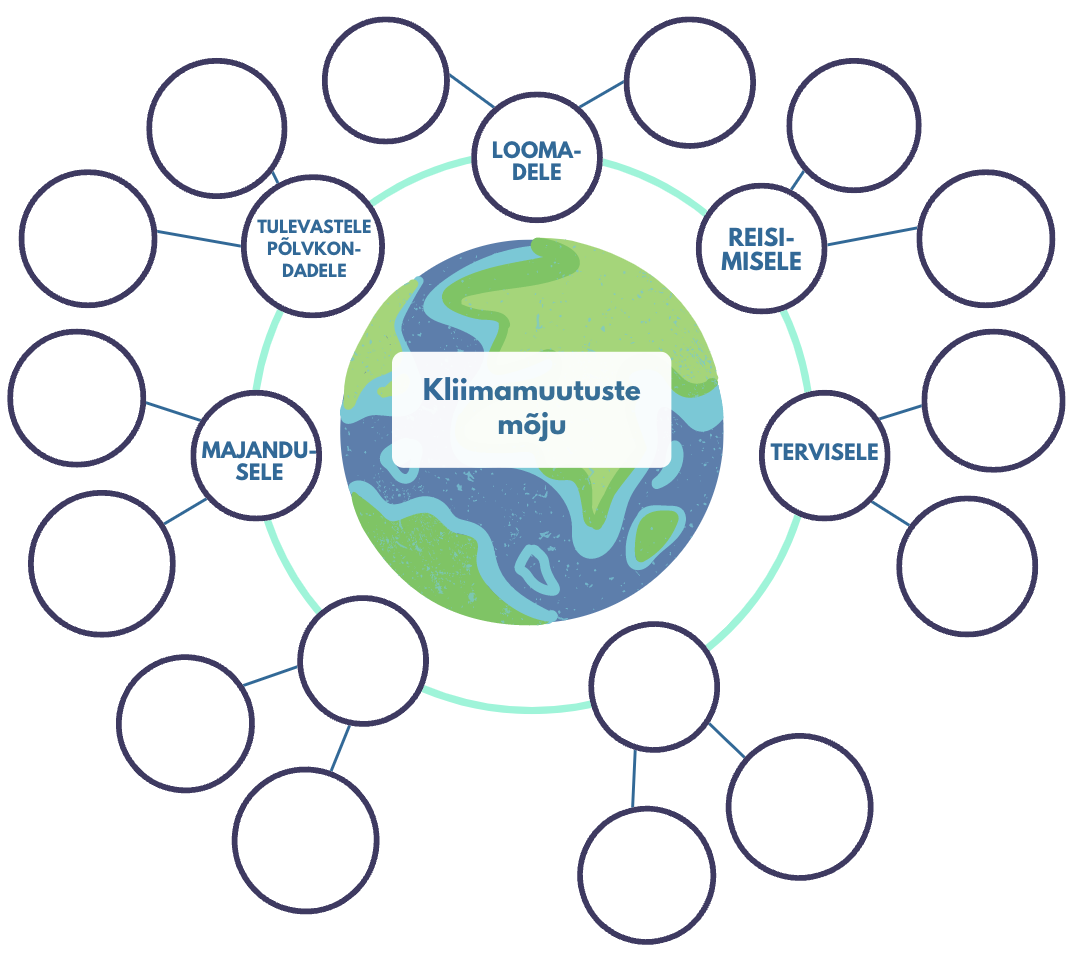 LOOMA-
DELE
TULEVASTELE
PÕLVKON-
DADELE
REISI-
MISELE
Kliimamuutuste
mõju
MAJANDU-
SELE
TERVISELE